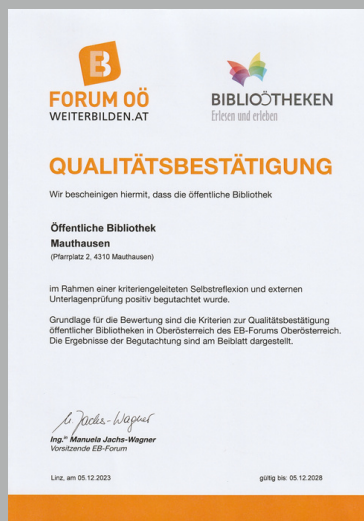 B
FORUM OÖ
WEITERBILDEN.AT
BIBLIOÖTHEKEN
Erlesen und erleben
QUALITÄTSBESTÄTIGUNG
Wir bescheinigen hiermit, dass die öffentliche Bibliothek
Öffentliche Bibliothek
Mauthausen
(Pfarrplatz 2, 4310 Mauthausen)
im Rahmen einer kriteriengeleiteten Selbstreflexion und externen
Unterlagenprüfung positiv begutachtet wurde.
Grundlage für die Bewertung sind die Kriterien zur Qualitätsbestätigung
öffentlicher Bibliotheken in Oberösterreich des EB-Forums Oberösterreich.
Die Ergebnisse der Begutachtung sind am Beiblatt dargestellt.
M. Jachs-Wagner
Ing.ⁱⁿ Manuela Jachs-Wagner
Vorsitzende EB-Forum
Linz, am 05.12.2023
gültig bis: 05.12.2028